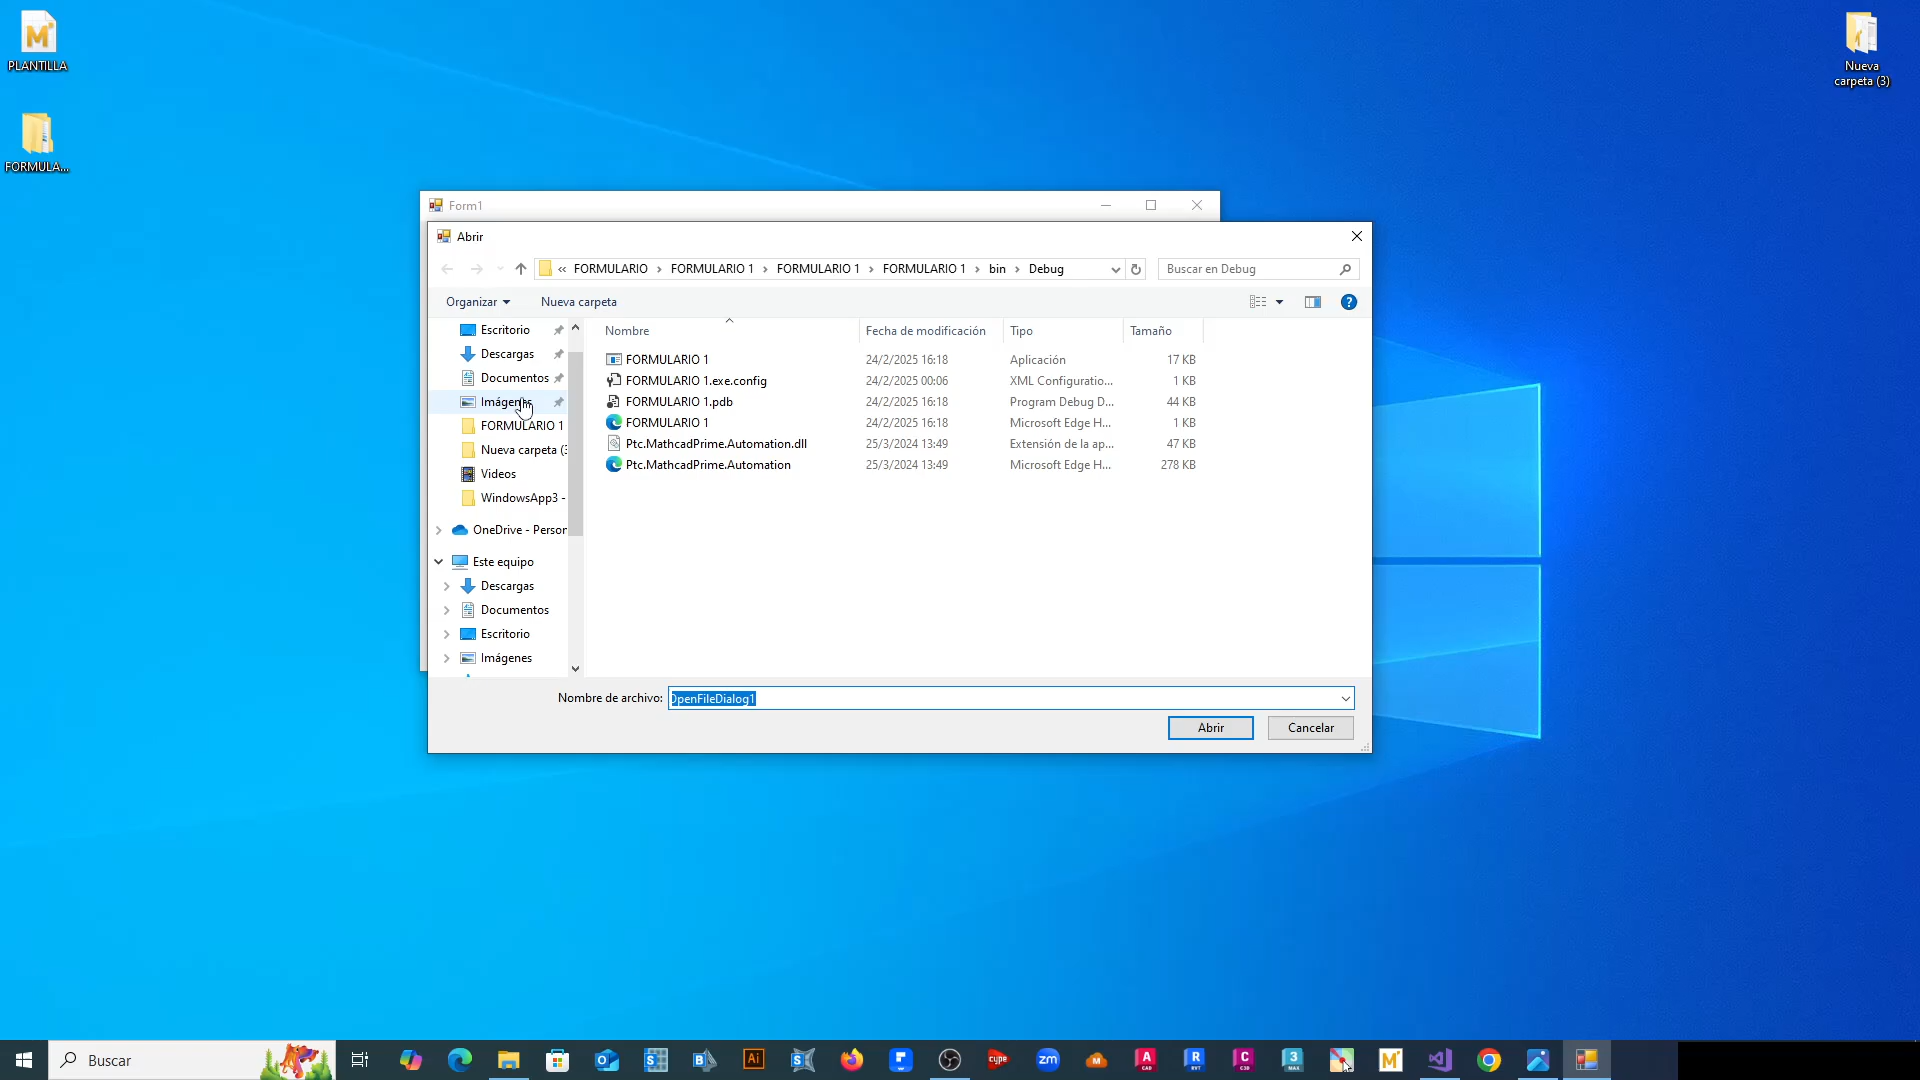 PLANTILLA
FORMULA...
Nueva
carpeta (3)
Form1
Abrir
« FORMULARIO › FORMULARIO 1 › FORMULARIO 1 › FORMULARIO 1 › bin › Debug
Buscar en Debug
Organizar
Nueva carpeta
Escritorio
Descargas
Documentos
Imágenes
FORMULARIO 1
Nueva carpeta (3
Videos
WindowsApp3 -
OneDrive - Person
Este equipo
Descargas
Documentos
Escritorio
Imágenes
Nombre Fecha de modificación Tipo Tamaño
FORMULARIO 1 24/2/2025 16:18 Aplicación 17 KB
FORMULARIO 1.exe.config 24/2/2025 00:06 XML Configuratio... 1 KB
FORMULARIO 1.pdb 24/2/2025 16:18 Program Debug D... 44 KB
FORMULARIO 1 24/2/2025 16:18 Microsoft Edge H... 1 KB
Ptc.MathcadPrime.Automation.dll 25/3/2024 13:49 Extensión de la ap... 47 KB
Ptc.MathcadPrime.Automation 25/3/2024 13:49 Microsoft Edge H... 278 KB
Nombre de archivo: OpenFileDialog1
Abrir
Cancelar
Buscar